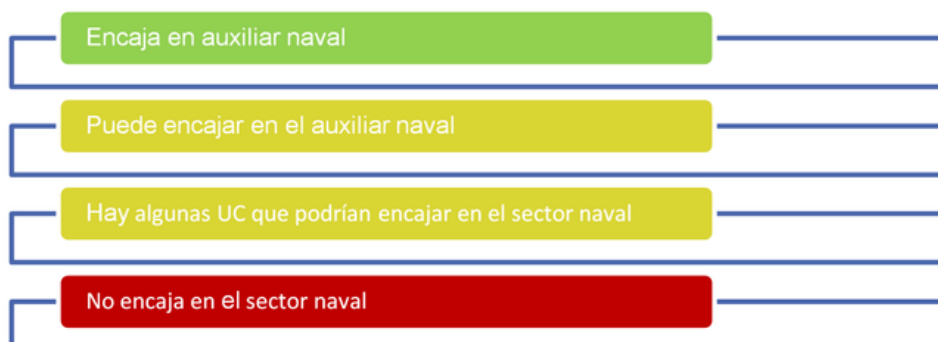 Encaja en auxiliar naval
Puede encajar en el auxiliar naval
Hay algunas UC que podrían encajar en el sector naval
No encaja en el sector naval